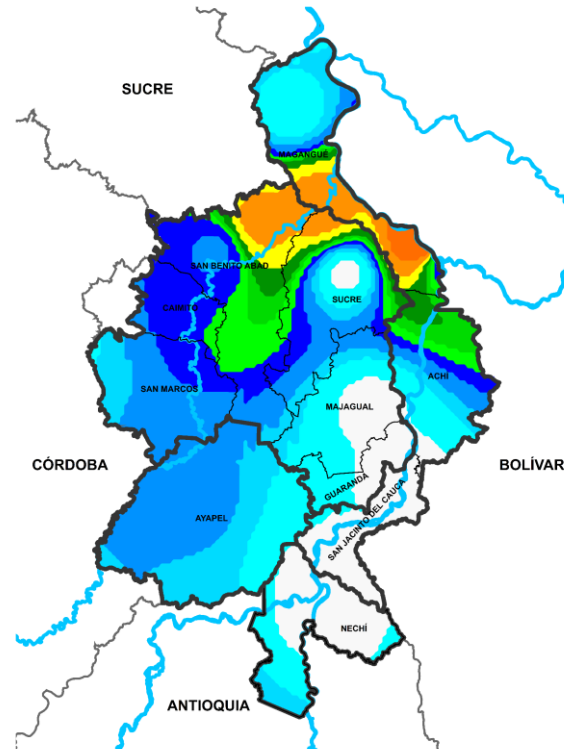 SUCRE
MAGANGUÉ
SAN BENITO ABAD
SUCRE
CAIMITO
ACHÍ
SAN MARCOS
MAJAGUAL
CÓRDOBA
BOLÍVAR
GUARANDA
SAN JACINTO DEL CAUCA
AYAPEL
NECHÍ
ANTIOQUIA